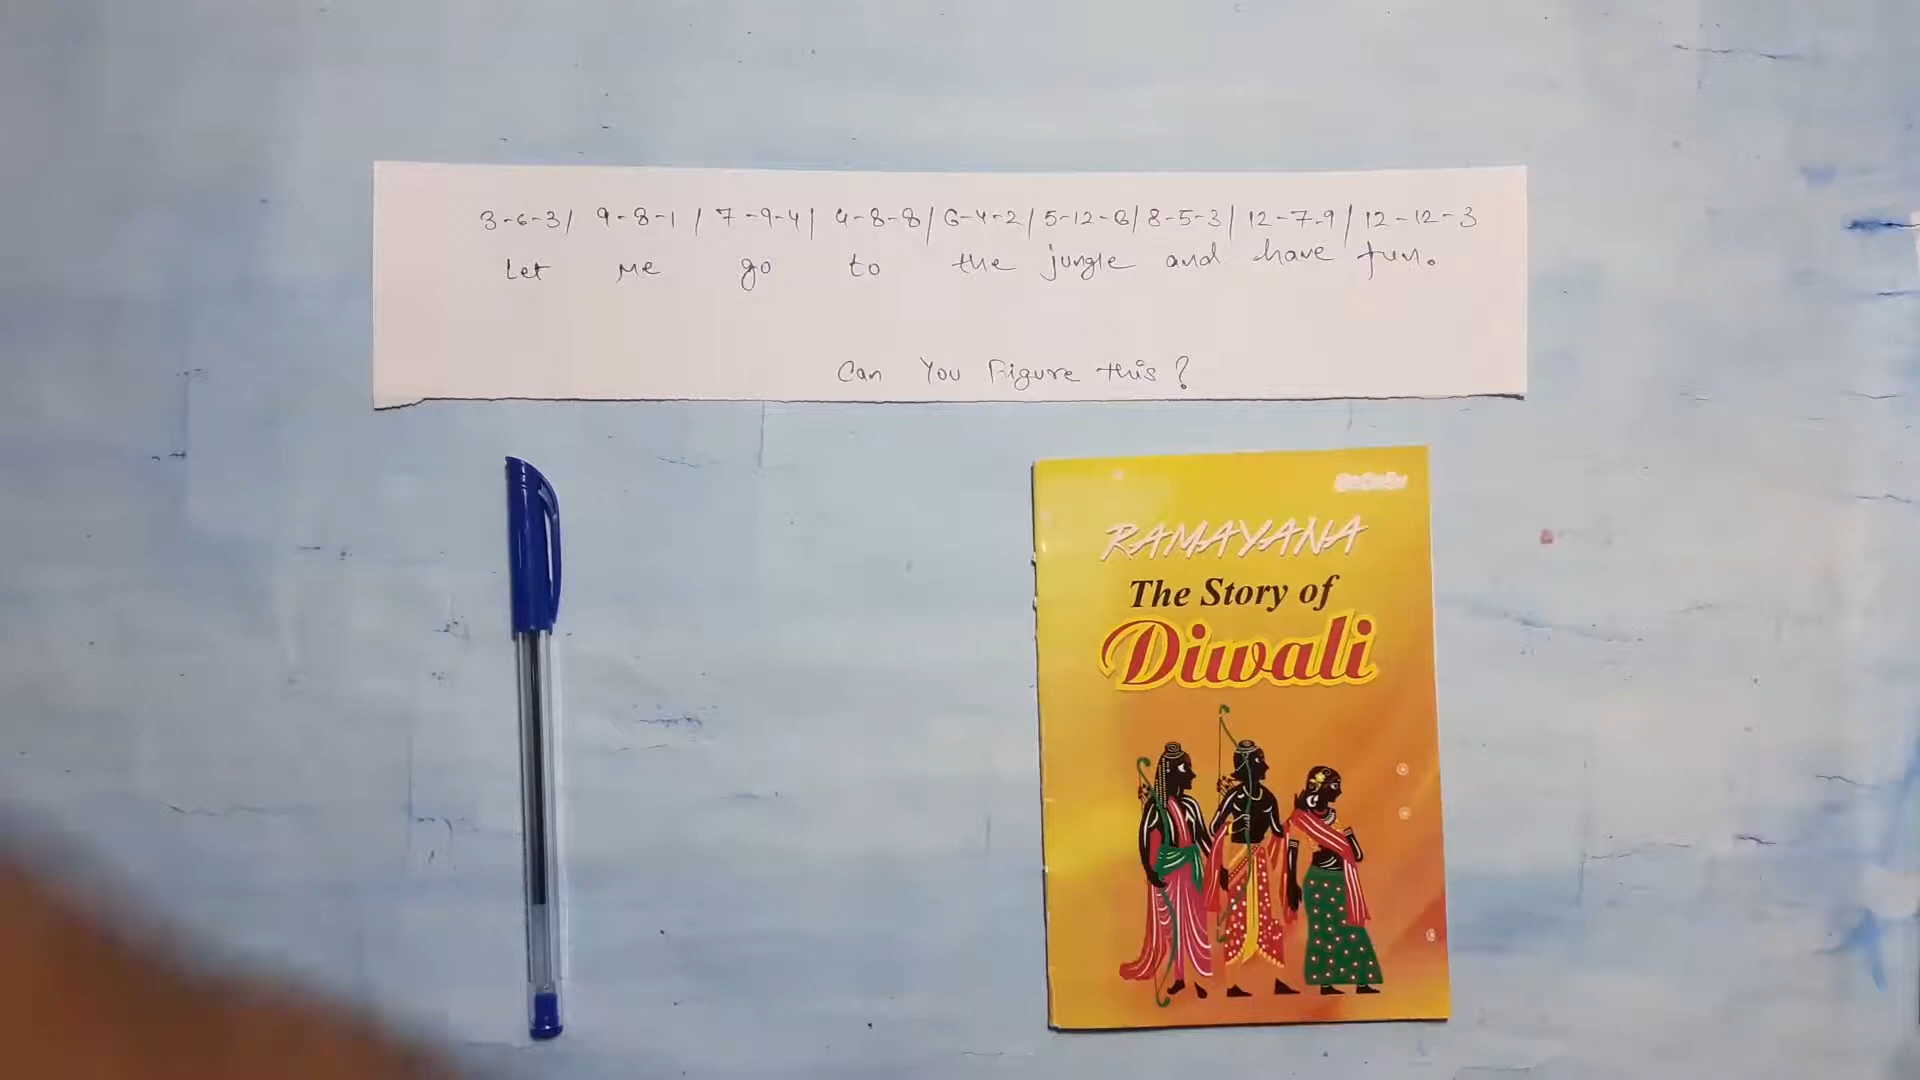 3-6-3/ 9-8-1 / 7-9-4/ 4-8-8/ 6-4-2/ 5-12-6/ 8-5-3/ 12-7-9/ 12-12-3
Let me go to the jungle and have fun.
Can You Figure this?
RAMAYANA
The Story of
Diwali